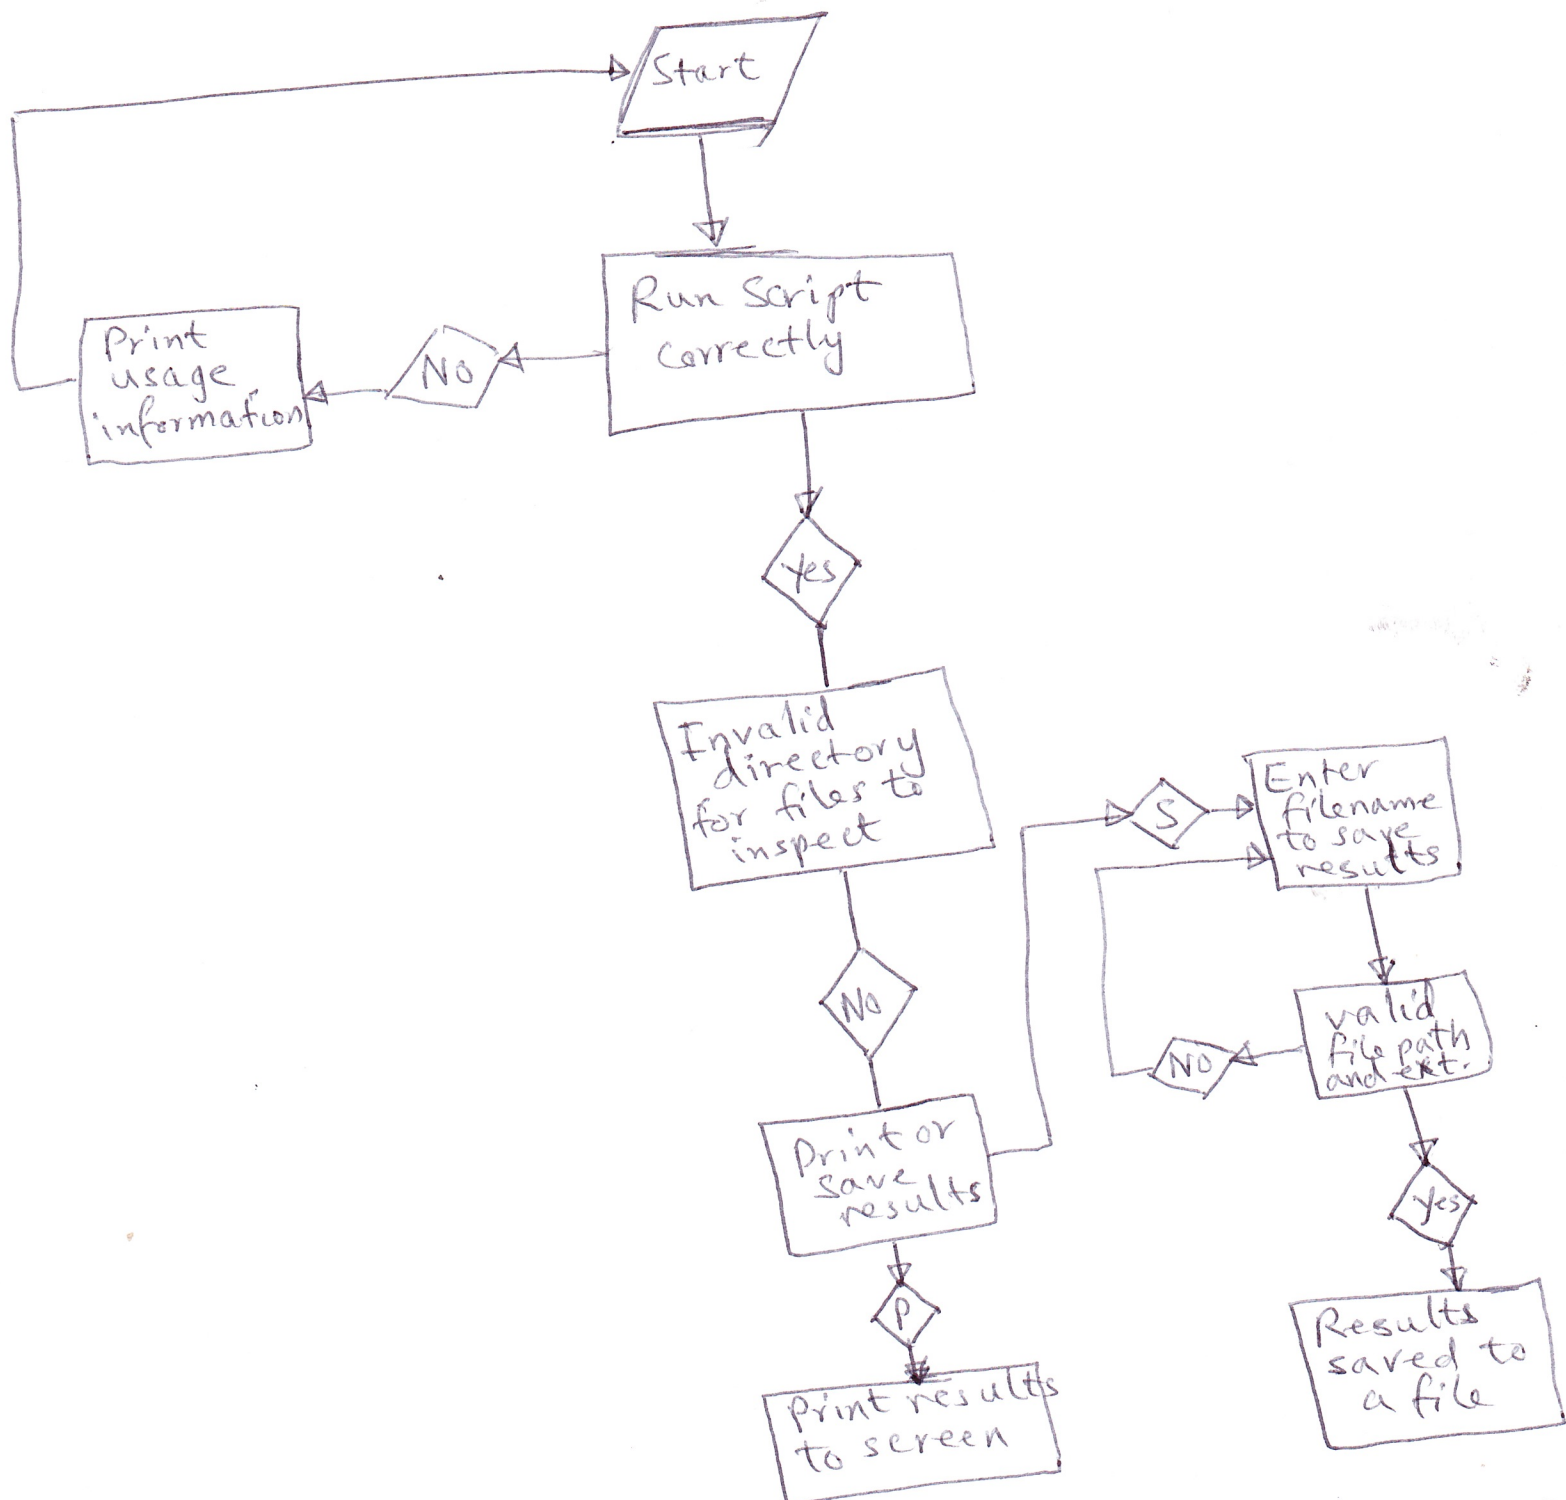 Start
Run Script
correctly
No
Print
usage
information
Yes
Invalid
directory
for files to
inspect
No
Print or
save
results
S
Enter
filename
to save
results
valid
file path
and ext.
NO
Yes
Results
saved to
a file
P
Print results
to screen